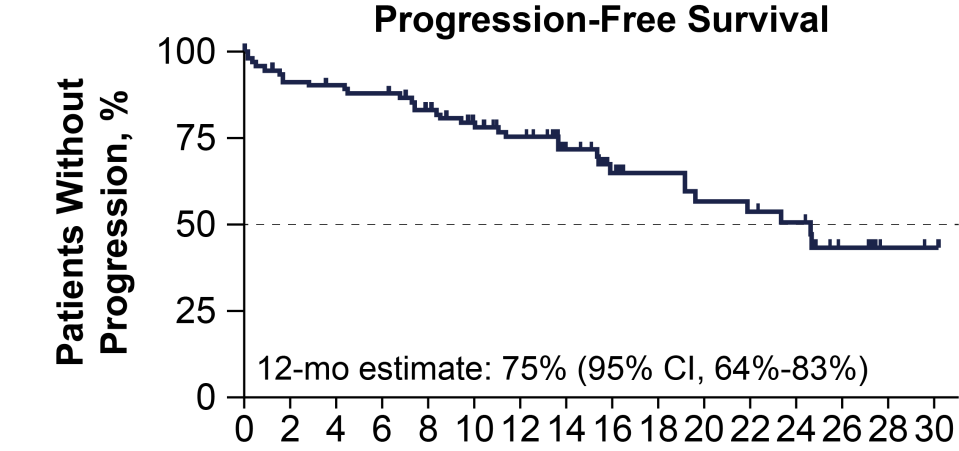 Progression-Free Survival
Patients Without
Progression, %
100
75
50
25
0
12-mo estimate: 75% (95% CI, 64%-83%)
0 2 4 6 8 10 12 14 16 18 20 22 24 26 28 30